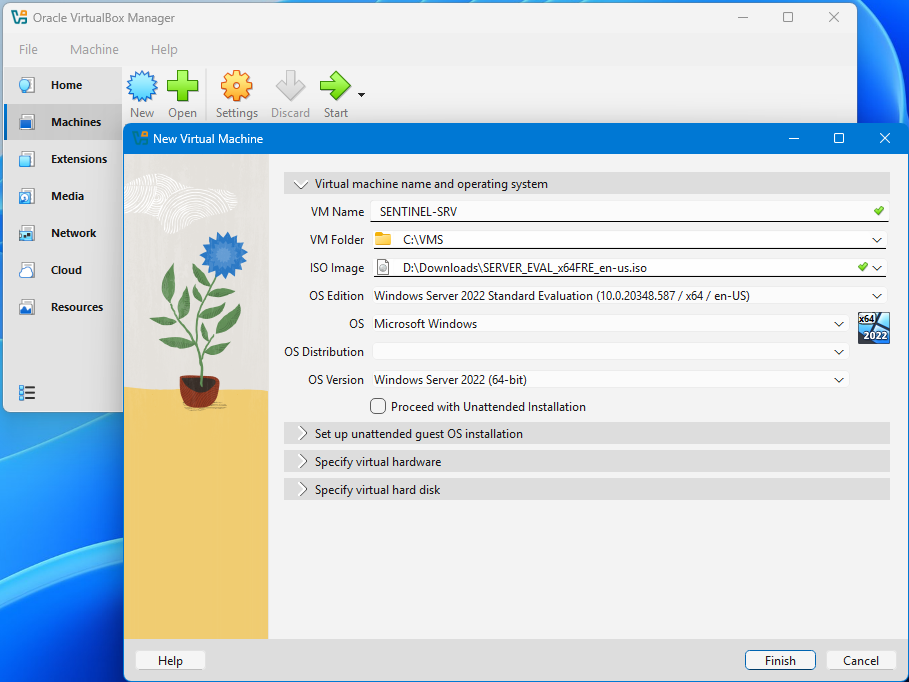 Oracle VirtualBox Manager
File Machine Help
Home
Machines
Extensions
Media
Network
Cloud
Resources
New Open Settings Discard Start
New Virtual Machine
Virtual machine name and operating system
VM Name SENTINEL-SRV
VM Folder C:\VMS
ISO Image D:\Downloads\SERVER_EVAL_x64FRE_en-us.iso
OS Edition Windows Server 2022 Standard Evaluation (10.0.20348.587 / x64 / en-US)
OS Microsoft Windows
x64
2022
OS Distribution
OS Version Windows Server 2022 (64-bit)
Proceed with Unattended Installation
Set up unattended guest OS installation
Specify virtual hardware
Specify virtual hard disk
Help Finish Cancel